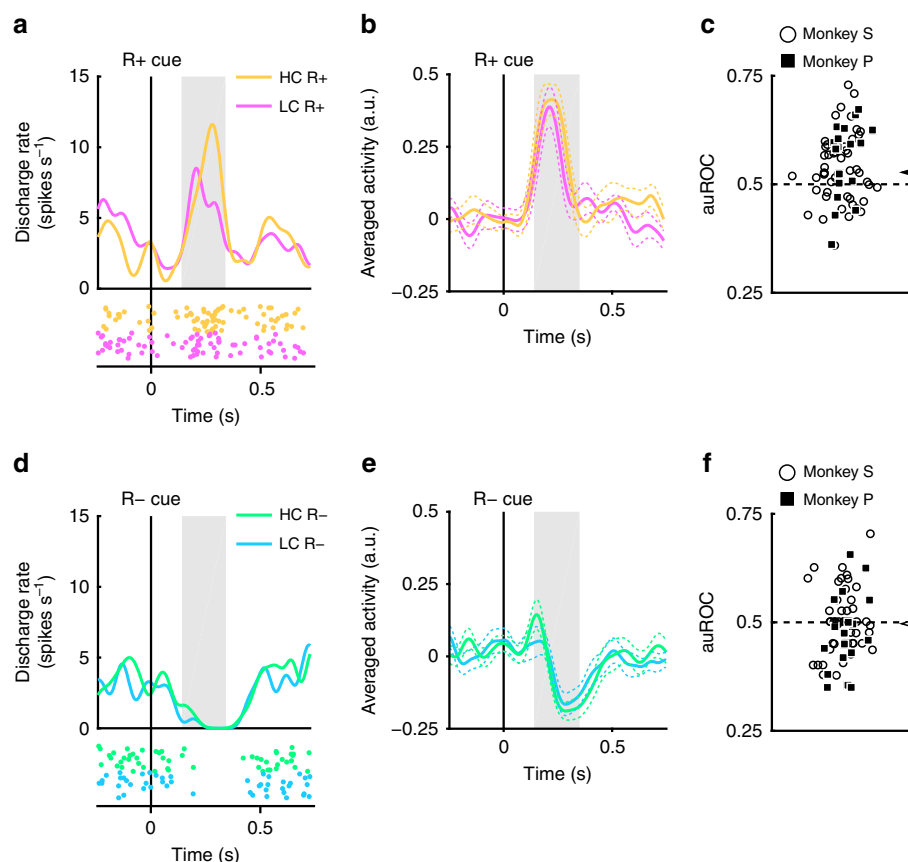 a
R+ cue
HC R+
LC R+
Discharge rate
(spikes s⁻¹)
15
10
5
0
0
0.5
Time (s)
b
R+ cue
Averaged activity (a.u.)
0.5
0.25
0
−0.25
0
0.5
Time (s)
c
Monkey S
Monkey P
auROC
0.75
0.5
0.25
d
R− cue
HC R−
LC R−
Discharge rate
(spikes s⁻¹)
15
10
5
0
0
0.5
Time (s)
e
R− cue
Averaged activity (a.u.)
0.5
0.25
0
−0.25
0
0.5
Time (s)
f
Monkey S
Monkey P
auROC
0.75
0.5
0.25